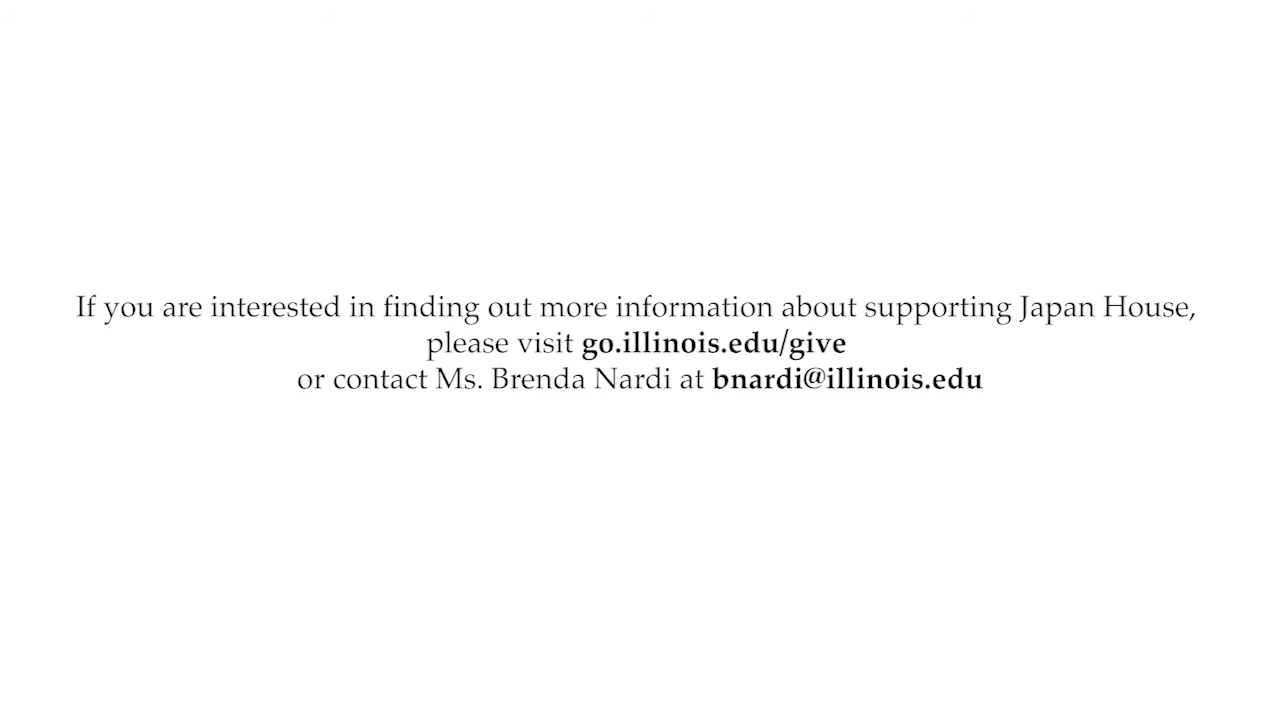 If you are interested in finding out more information about supporting Japan House,
please visit go.illinois.edu/give
or contact Ms. Brenda Nardi at bnardi@illinois.edu